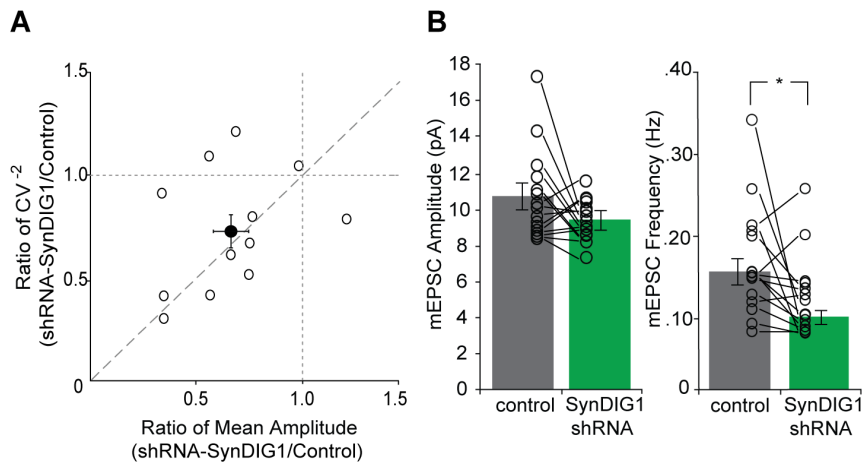 A
1.5
1.0
0.5
0
0.5
1.0
1.5
Ratio of CV⁻²
(shRNA-SynDIG1/Control)
Ratio of Mean Amplitude
(shRNA-SynDIG1/Control)
B
18
16
14
12
10
8
6
4
2
0
mEPSC Amplitude (pA)
control
SynDIG1
shRNA
.40
.30
.20
.10
0
mEPSC Frequency (Hz)
*
control
SynDIG1
shRNA